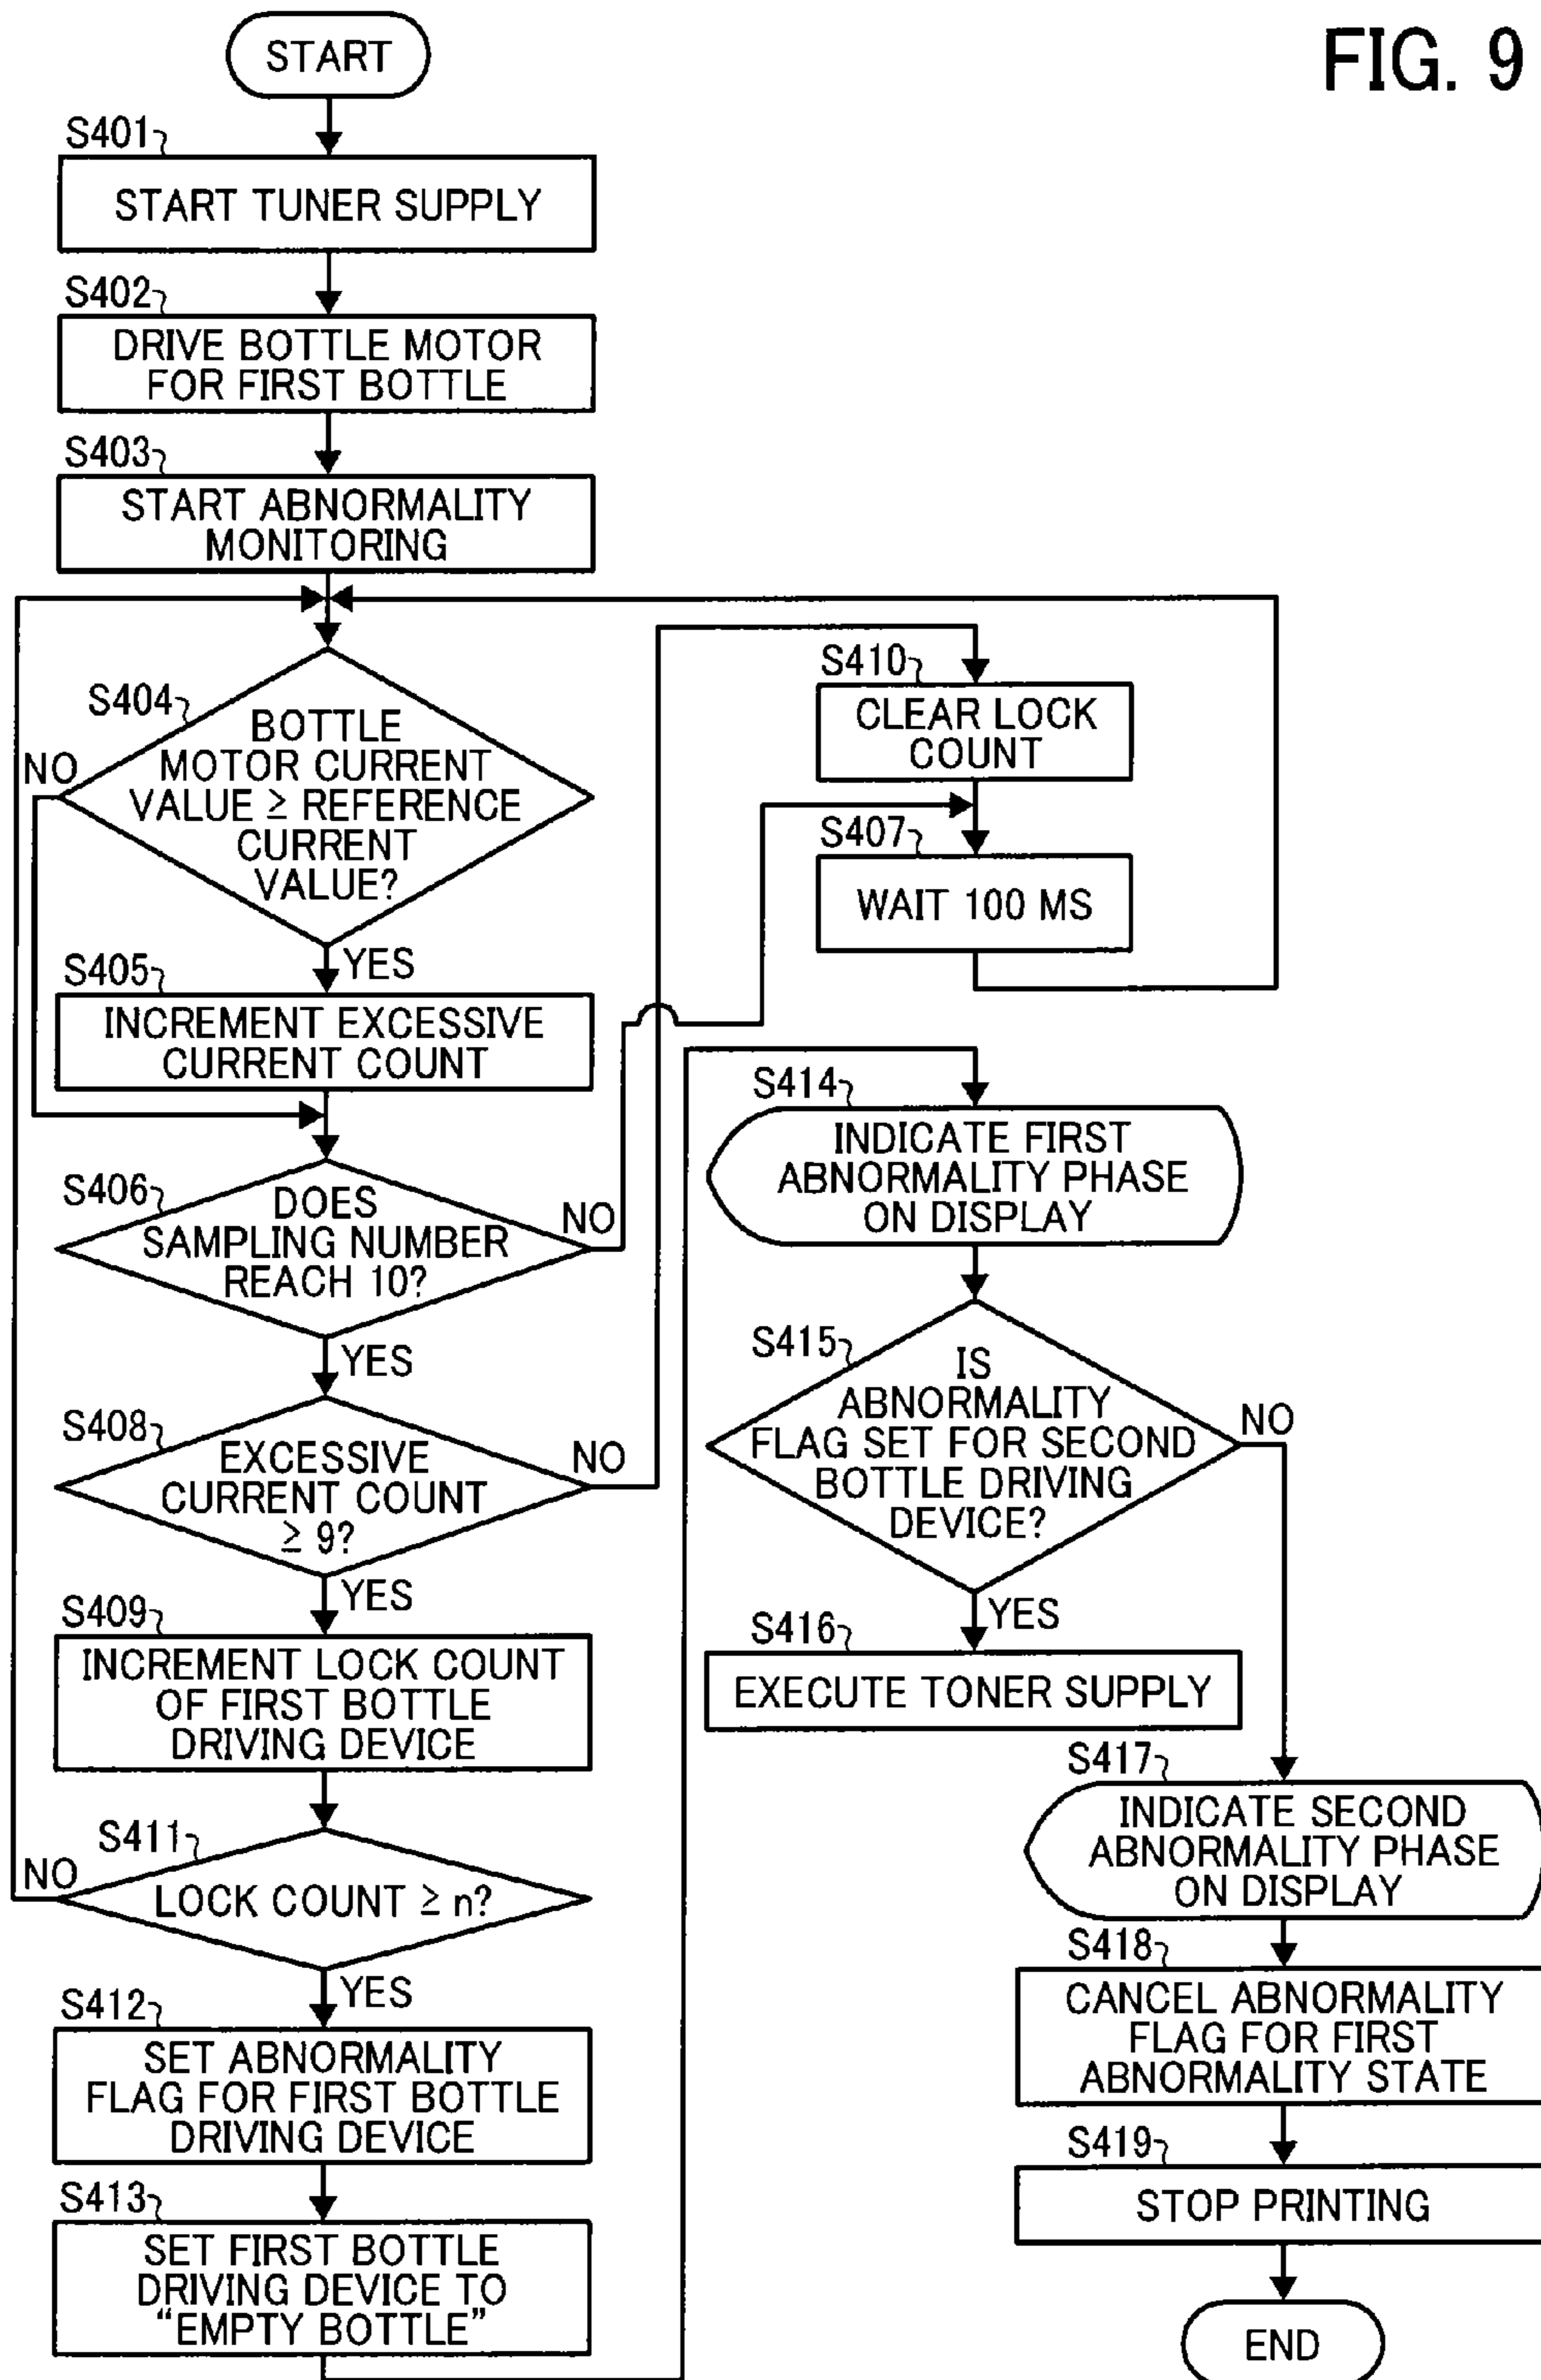 FIG. 9
START
S401
START TUNER SUPPLY
S402
DRIVE BOTTLE MOTOR
FOR FIRST BOTTLE
S403
START ABNORMALITY
MONITORING
S404
BOTTLE
MOTOR CURRENT
VALUE ≥ REFERENCE
CURRENT
VALUE?
NO
YES
S405
INCREMENT EXCESSIVE
CURRENT COUNT
S406
DOES
SAMPLING NUMBER
REACH 10?
NO
YES
S408
EXCESSIVE
CURRENT COUNT
≥ 9?
NO
YES
S409
INCREMENT LOCK COUNT
OF FIRST BOTTLE
DRIVING DEVICE
S411
LOCK COUNT ≥ n?
NO
YES
S412
SET ABNORMALITY
FLAG FOR FIRST BOTTLE
DRIVING DEVICE
S413
SET FIRST BOTTLE
DRIVING DEVICE TO
“EMPTY BOTTLE”
S410
CLEAR LOCK
COUNT
S407
WAIT 100 MS
S414
INDICATE FIRST
ABNORMALITY PHASE
ON DISPLAY
S415
IS
ABNORMALITY
FLAG SET FOR SECOND
BOTTLE DRIVING
DEVICE?
NO
YES
S416
EXECUTE TONER SUPPLY
S417
INDICATE SECOND
ABNORMALITY PHASE
ON DISPLAY
S418
CANCEL ABNORMALITY
FLAG FOR FIRST
ABNORMALITY STATE
S419
STOP PRINTING
END